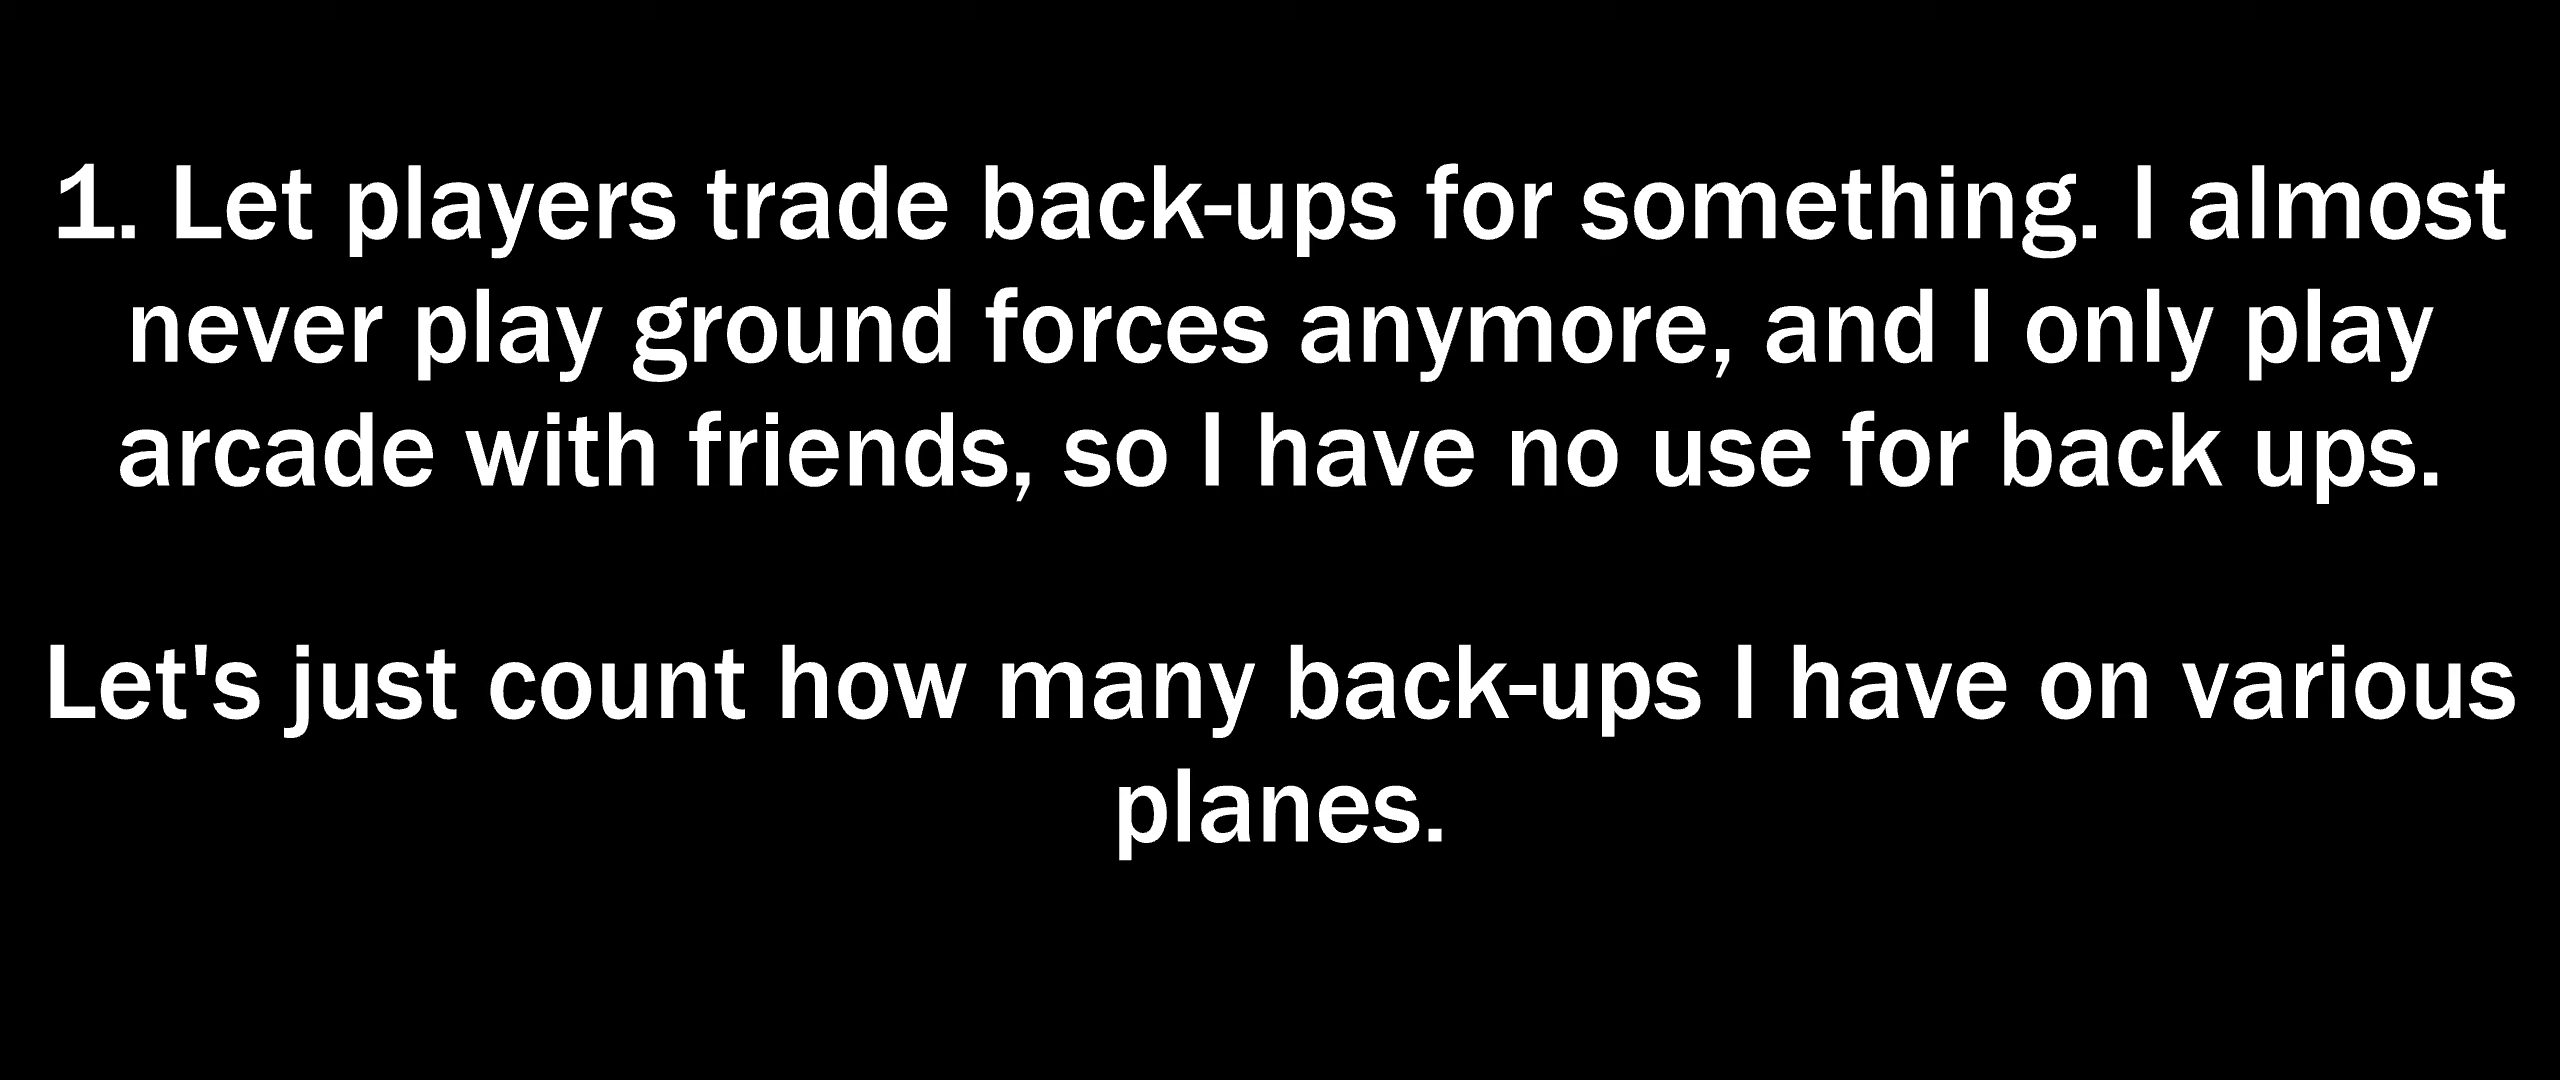 1. Let players trade back-ups for something. I almost
never play ground forces anymore, and I only play
arcade with friends, so I have no use for back ups.
Let's just count how many back-ups I have on various
planes.